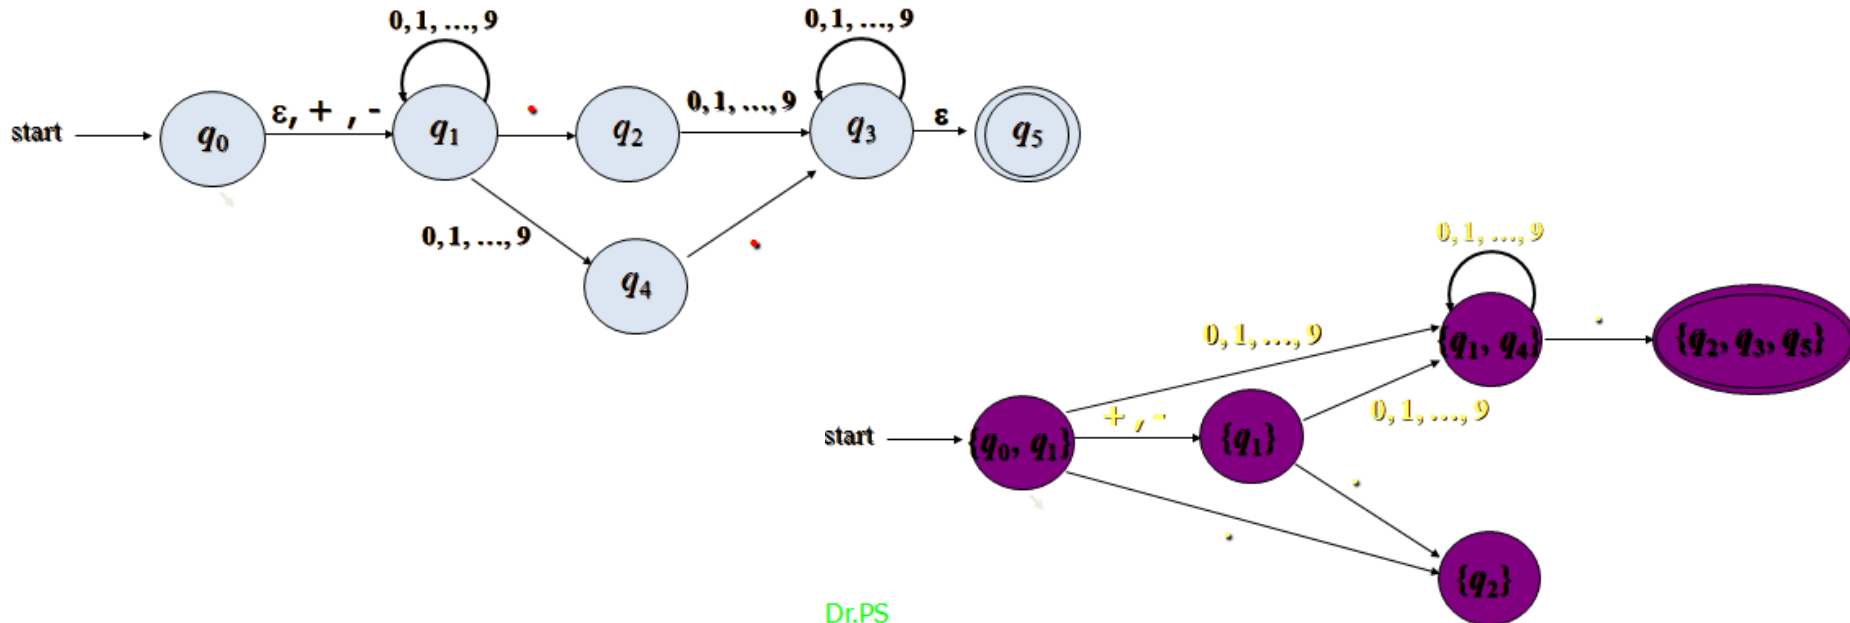 0, 1, …, 9
0, 1, …, 9
start
q0
ε, + , -
q1
.
q2
0, 1, …, 9
q3
ε
q5
0, 1, …, 9
.
q4
0, 1, …, 9
0, 1, …, 9
{q1, q4}
.
{q2, q3, q5}
start
{q0, q1}
+ , -
{q1}
0, 1, …, 9
.
.
{q2}
Dr.PS